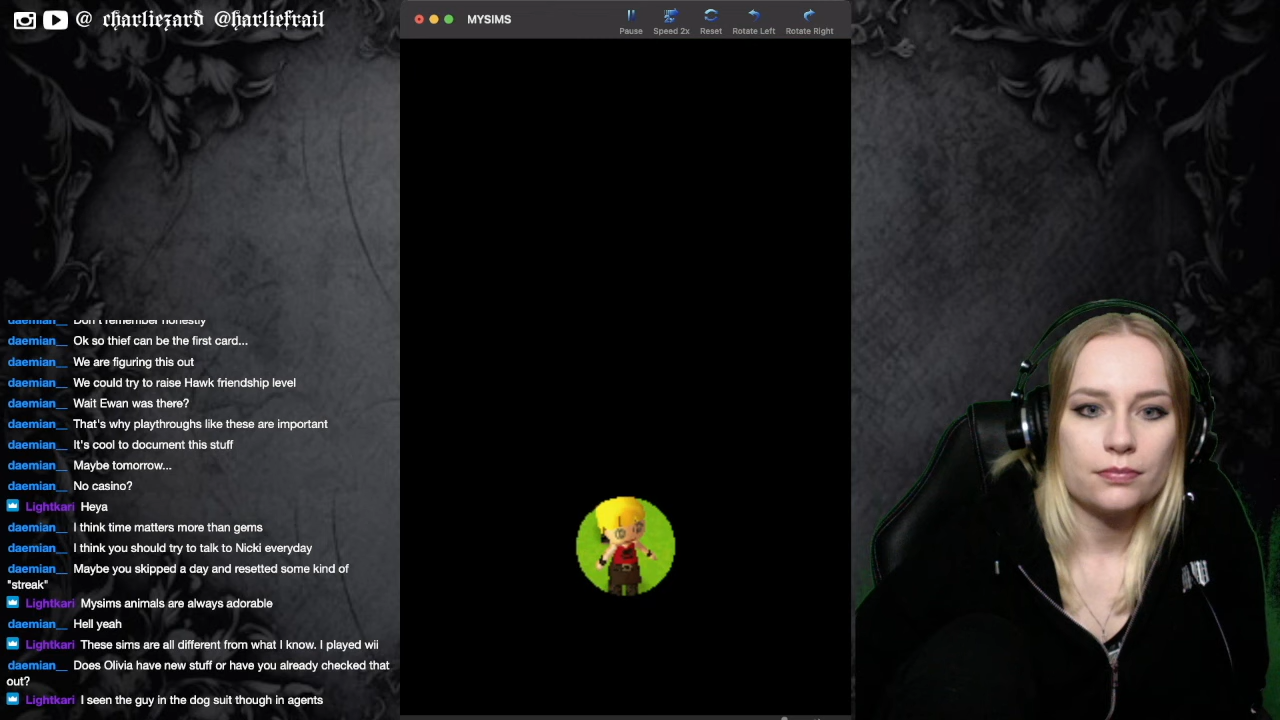 @ charliezard @harliefrail
MYSIMS
Pause Speed 2x Reset Rotate Left Rotate Right
daemian__ Don't remember honestly
daemian__ Ok so thief can be the first card...
daemian__ We are figuring this out
daemian__ We could try to raise Hawk friendship level
daemian__ Wait Ewan was there?
daemian__ That's why playthroughs like these are important
daemian__ It's cool to document this stuff
daemian__ Maybe tomorrow...
daemian__ No casino?
Lightkari Heya
daemian__ I think time matters more than gems
daemian__ I think you should try to talk to Nicki everyday
daemian__ Maybe you skipped a day and resetted some kind of
"streak"
Lightkari Mysims animals are always adorable
daemian__ Hell yeah
Lightkari These sims are all different from what I know. I played wii
daemian__ Does Olivia have new stuff or have you already checked that
out?
Lightkari I seen the guy in the dog suit though in agents